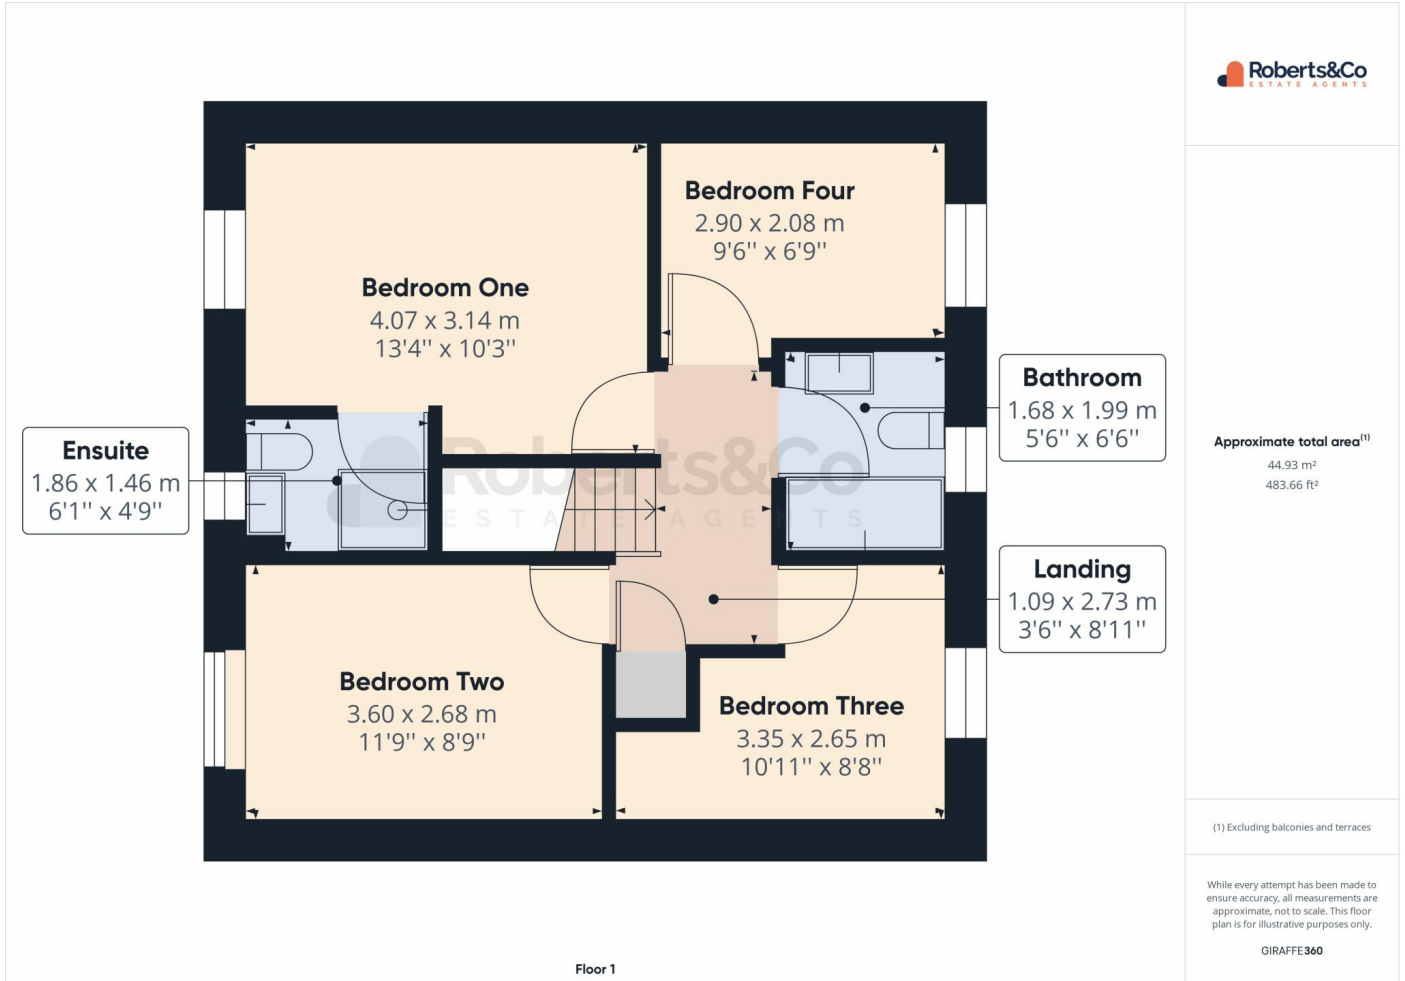 Roberts&Co
ESTATE AGENTS
Bedroom One
4.07 x 3.14 m
13'4'' x 10'3''
Bedroom Four
2.90 x 2.08 m
9'6'' x 6'9''
Bathroom
1.68 x 1.99 m
5'6'' x 6'6''
Ensuite
1.86 x 1.46 m
6'1'' x 4'9''
Roberts&Co
ESTATE AGENTS
Landing
1.09 x 2.73 m
3'6'' x 8'11''
Bedroom Two
3.60 x 2.68 m
11'9'' x 8'9''
Bedroom Three
3.35 x 2.65 m
10'11'' x 8'8''
Floor 1
Approximate total area(1)
44.93 m²
483.66 ft²
(1) Excluding balconies and terraces
While every attempt has been made to
ensure accuracy, all measurements are
approximate, not to scale. This floor
plan is for illustrative purposes only.
GIRAFFE360